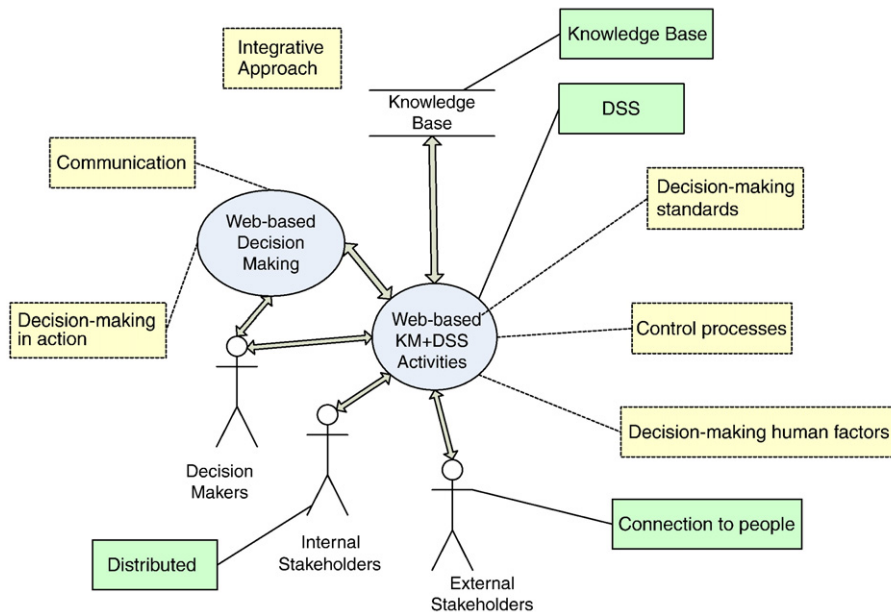 Integrative
Approach
Knowledge Base
Knowledge
Base
DSS
Communication
Decision-making
standards
Web-based
Decision
Making
Decision-making
in action
Web-based
KM+DSS
Activities
Control processes
Decision-making human factors
Decision
Makers
Internal
Stakeholders
Distributed
Connection to people
External
Stakeholders